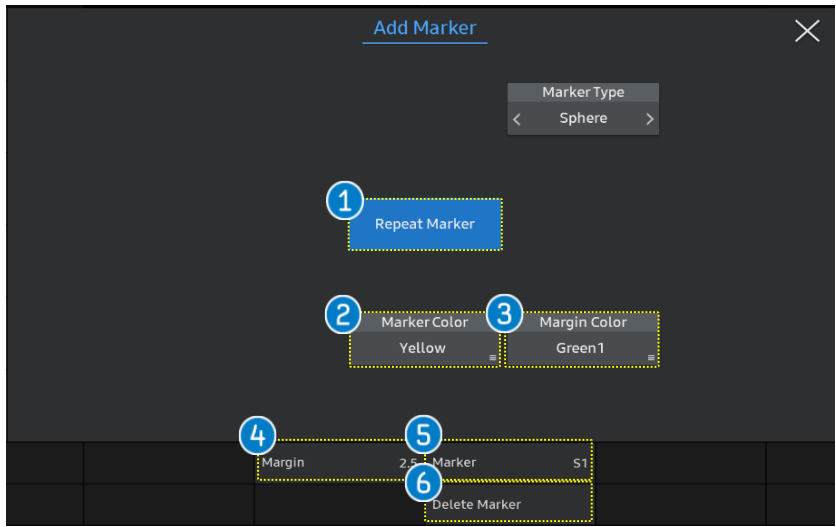 Add Marker
Marker Type
Sphere
1
Repeat Marker
2 Marker Color 3 Margin Color
Yellow Green1
4 5
Margin 2.5 Marker S1
6
Delete Marker